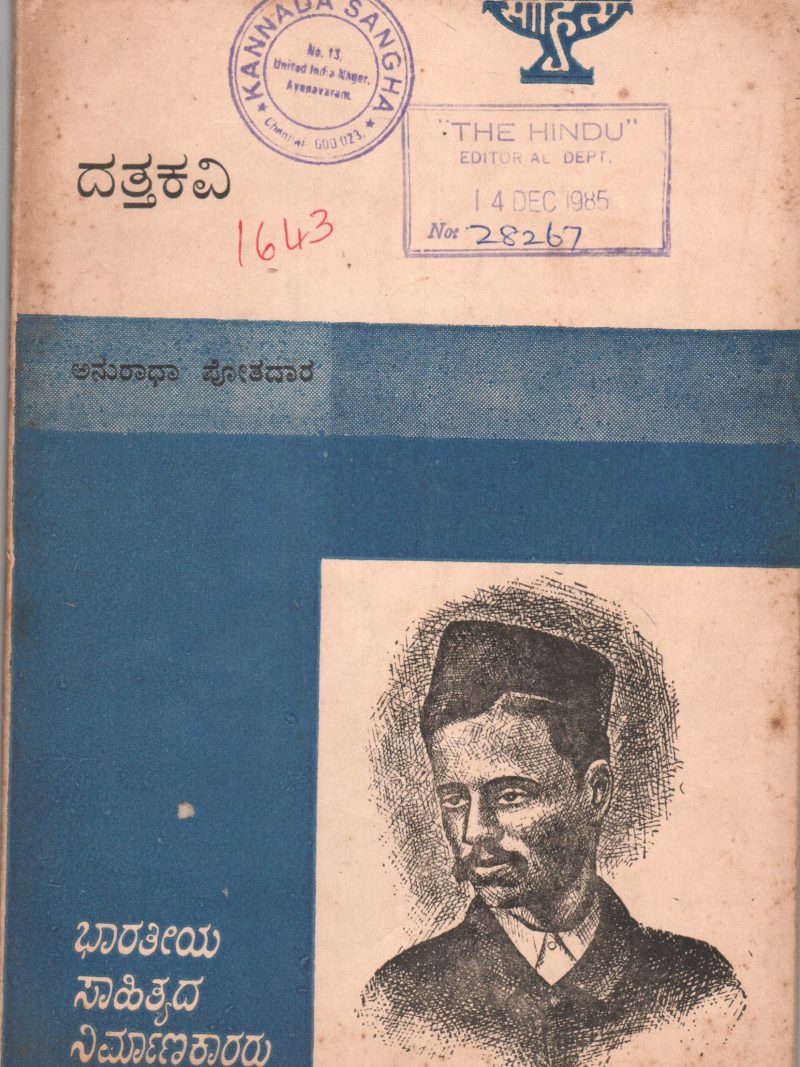 KANNADA SANGHA
No. 13,
United India Nagar,
Ayanavaram.
Chennai 600 023.
साहित्य
"THE HINDU"
EDITORIAL DEPT.
14 DEC 1985
No: 28267
ದತ್ತಕವಿ
1643
ಅನುರಾಧಾ ಪೋತದಾರ
ಭಾರತೀಯ
ಸಾಹಿತ್ಯದ
ನಿರ್ಮಾಣಕಾರರು